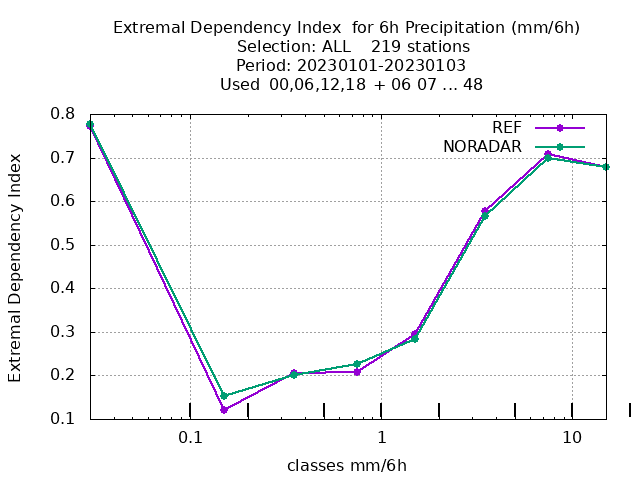 Extremal Dependency Index  for 6h Precipitation (mm/6h)
Selection: ALL    219 stations
Period: 20230101-20230103
Used  00,06,12,18  + 06 07 ... 48
REF
NORADAR
0.8
0.7
0.6
0.5
0.4
0.3
0.2
0.1
Extremal Dependency Index
0.1 1 10
classes mm/6h